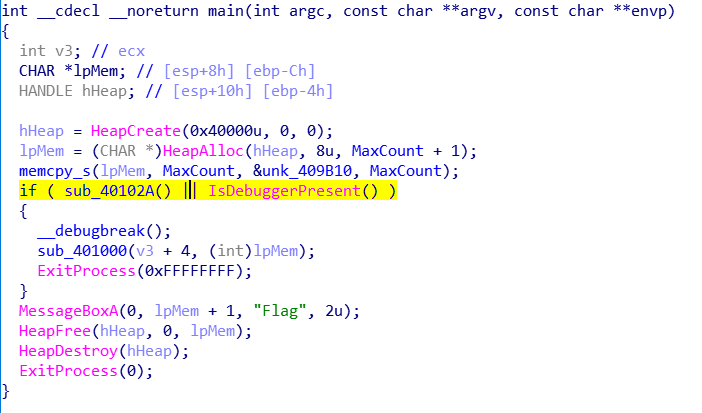 int __cdecl __noreturn main(int argc, const char **argv, const char **envp)
{
  int v3; // ecx
  CHAR *lpMem; // [esp+8h] [ebp-Ch]
  HANDLE hHeap; // [esp+10h] [ebp-4h]

  hHeap = HeapCreate(0x40000u, 0, 0);
  lpMem = (CHAR *)HeapAlloc(hHeap, 8u, MaxCount + 1);
  memcpy_s(lpMem, MaxCount, &unk_409B10, MaxCount);
  if ( sub_40102A() || IsDebuggerPresent() )
  {
    __debugbreak();
    sub_401000(v3 + 4, (int)lpMem);
    ExitProcess(0xFFFFFFFF);
  }
  MessageBoxA(0, lpMem + 1, "Flag", 2u);
  HeapFree(hHeap, 0, lpMem);
  HeapDestroy(hHeap);
  ExitProcess(0);
}